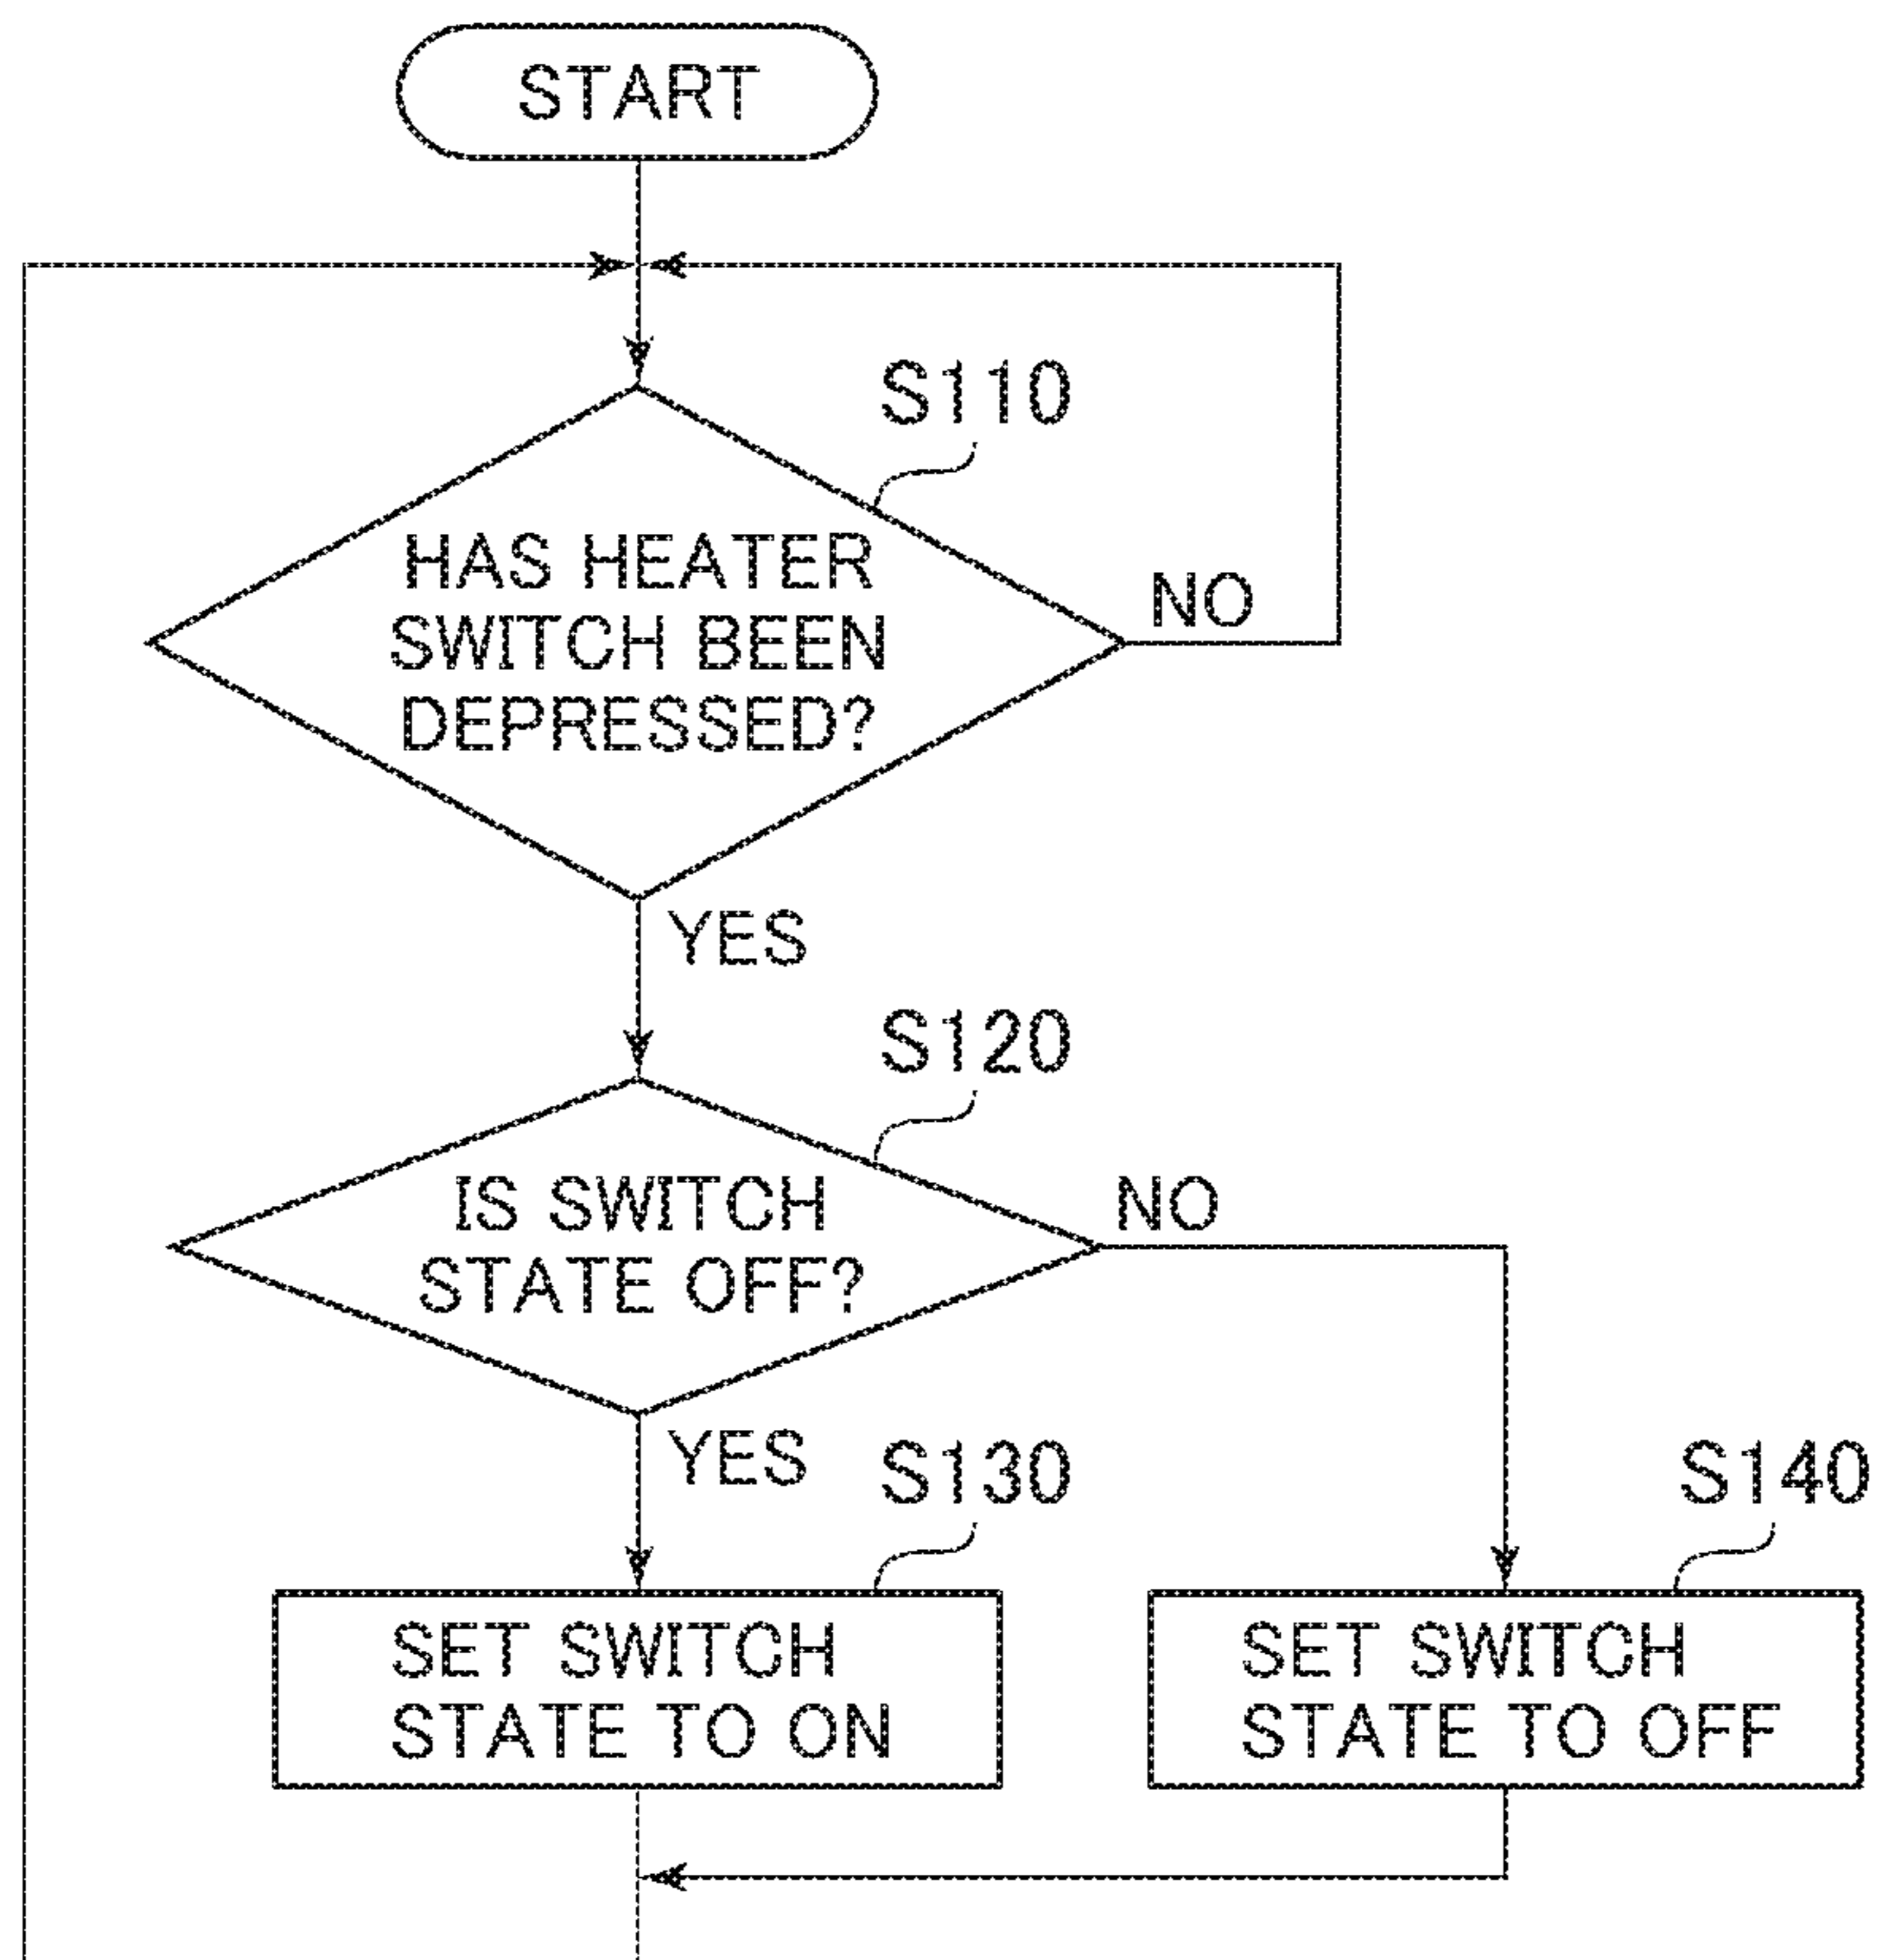 START
S110
HAS HEATER
SWITCH BEEN
DEPRESSED?
NO
YES
S120
IS SWITCH
STATE OFF?
NO
YES
S130
S140
SET SWITCH
STATE TO ON
SET SWITCH
STATE TO OFF